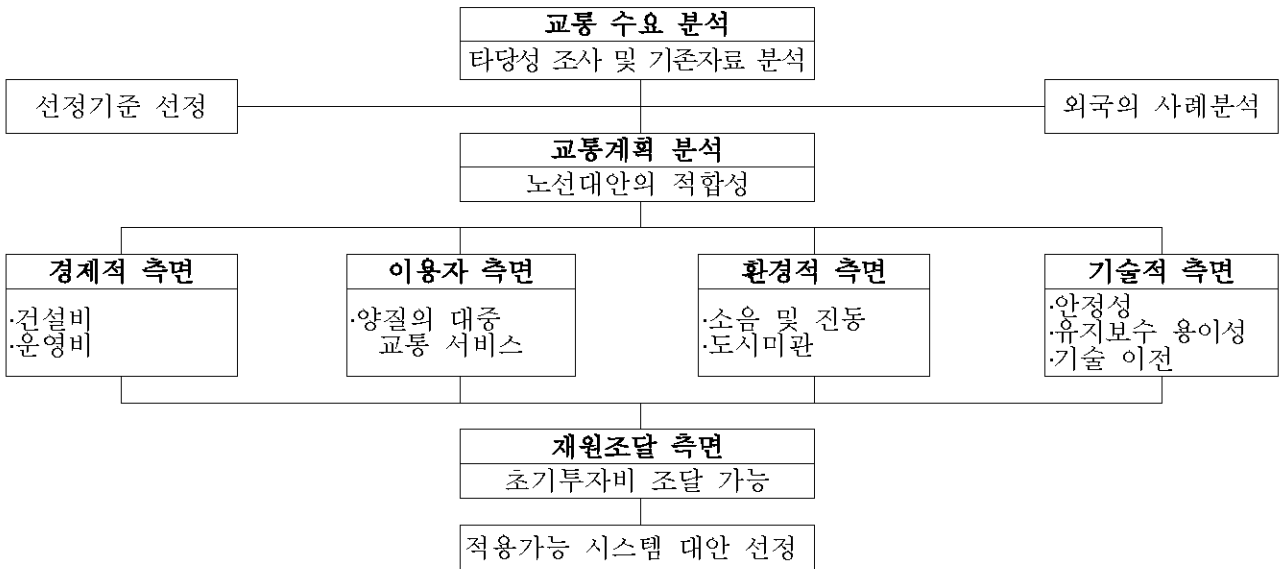 교통 수요 분석
타당성 조사 및 기존자료 분석
선정기준 선정
외국의 사례분석
교통계획 분석
노선대안의 적합성
경제적 측면
·건설비
·운영비
이용자 측면
·양질의 대중
교통 서비스
환경적 측면
·소음 및 진동
·도시미관
기술적 측면
·안정성
·유지보수 용이성
·기술 이전
재원조달 측면
초기투자비 조달 가능
적용가능 시스템 대안 선정